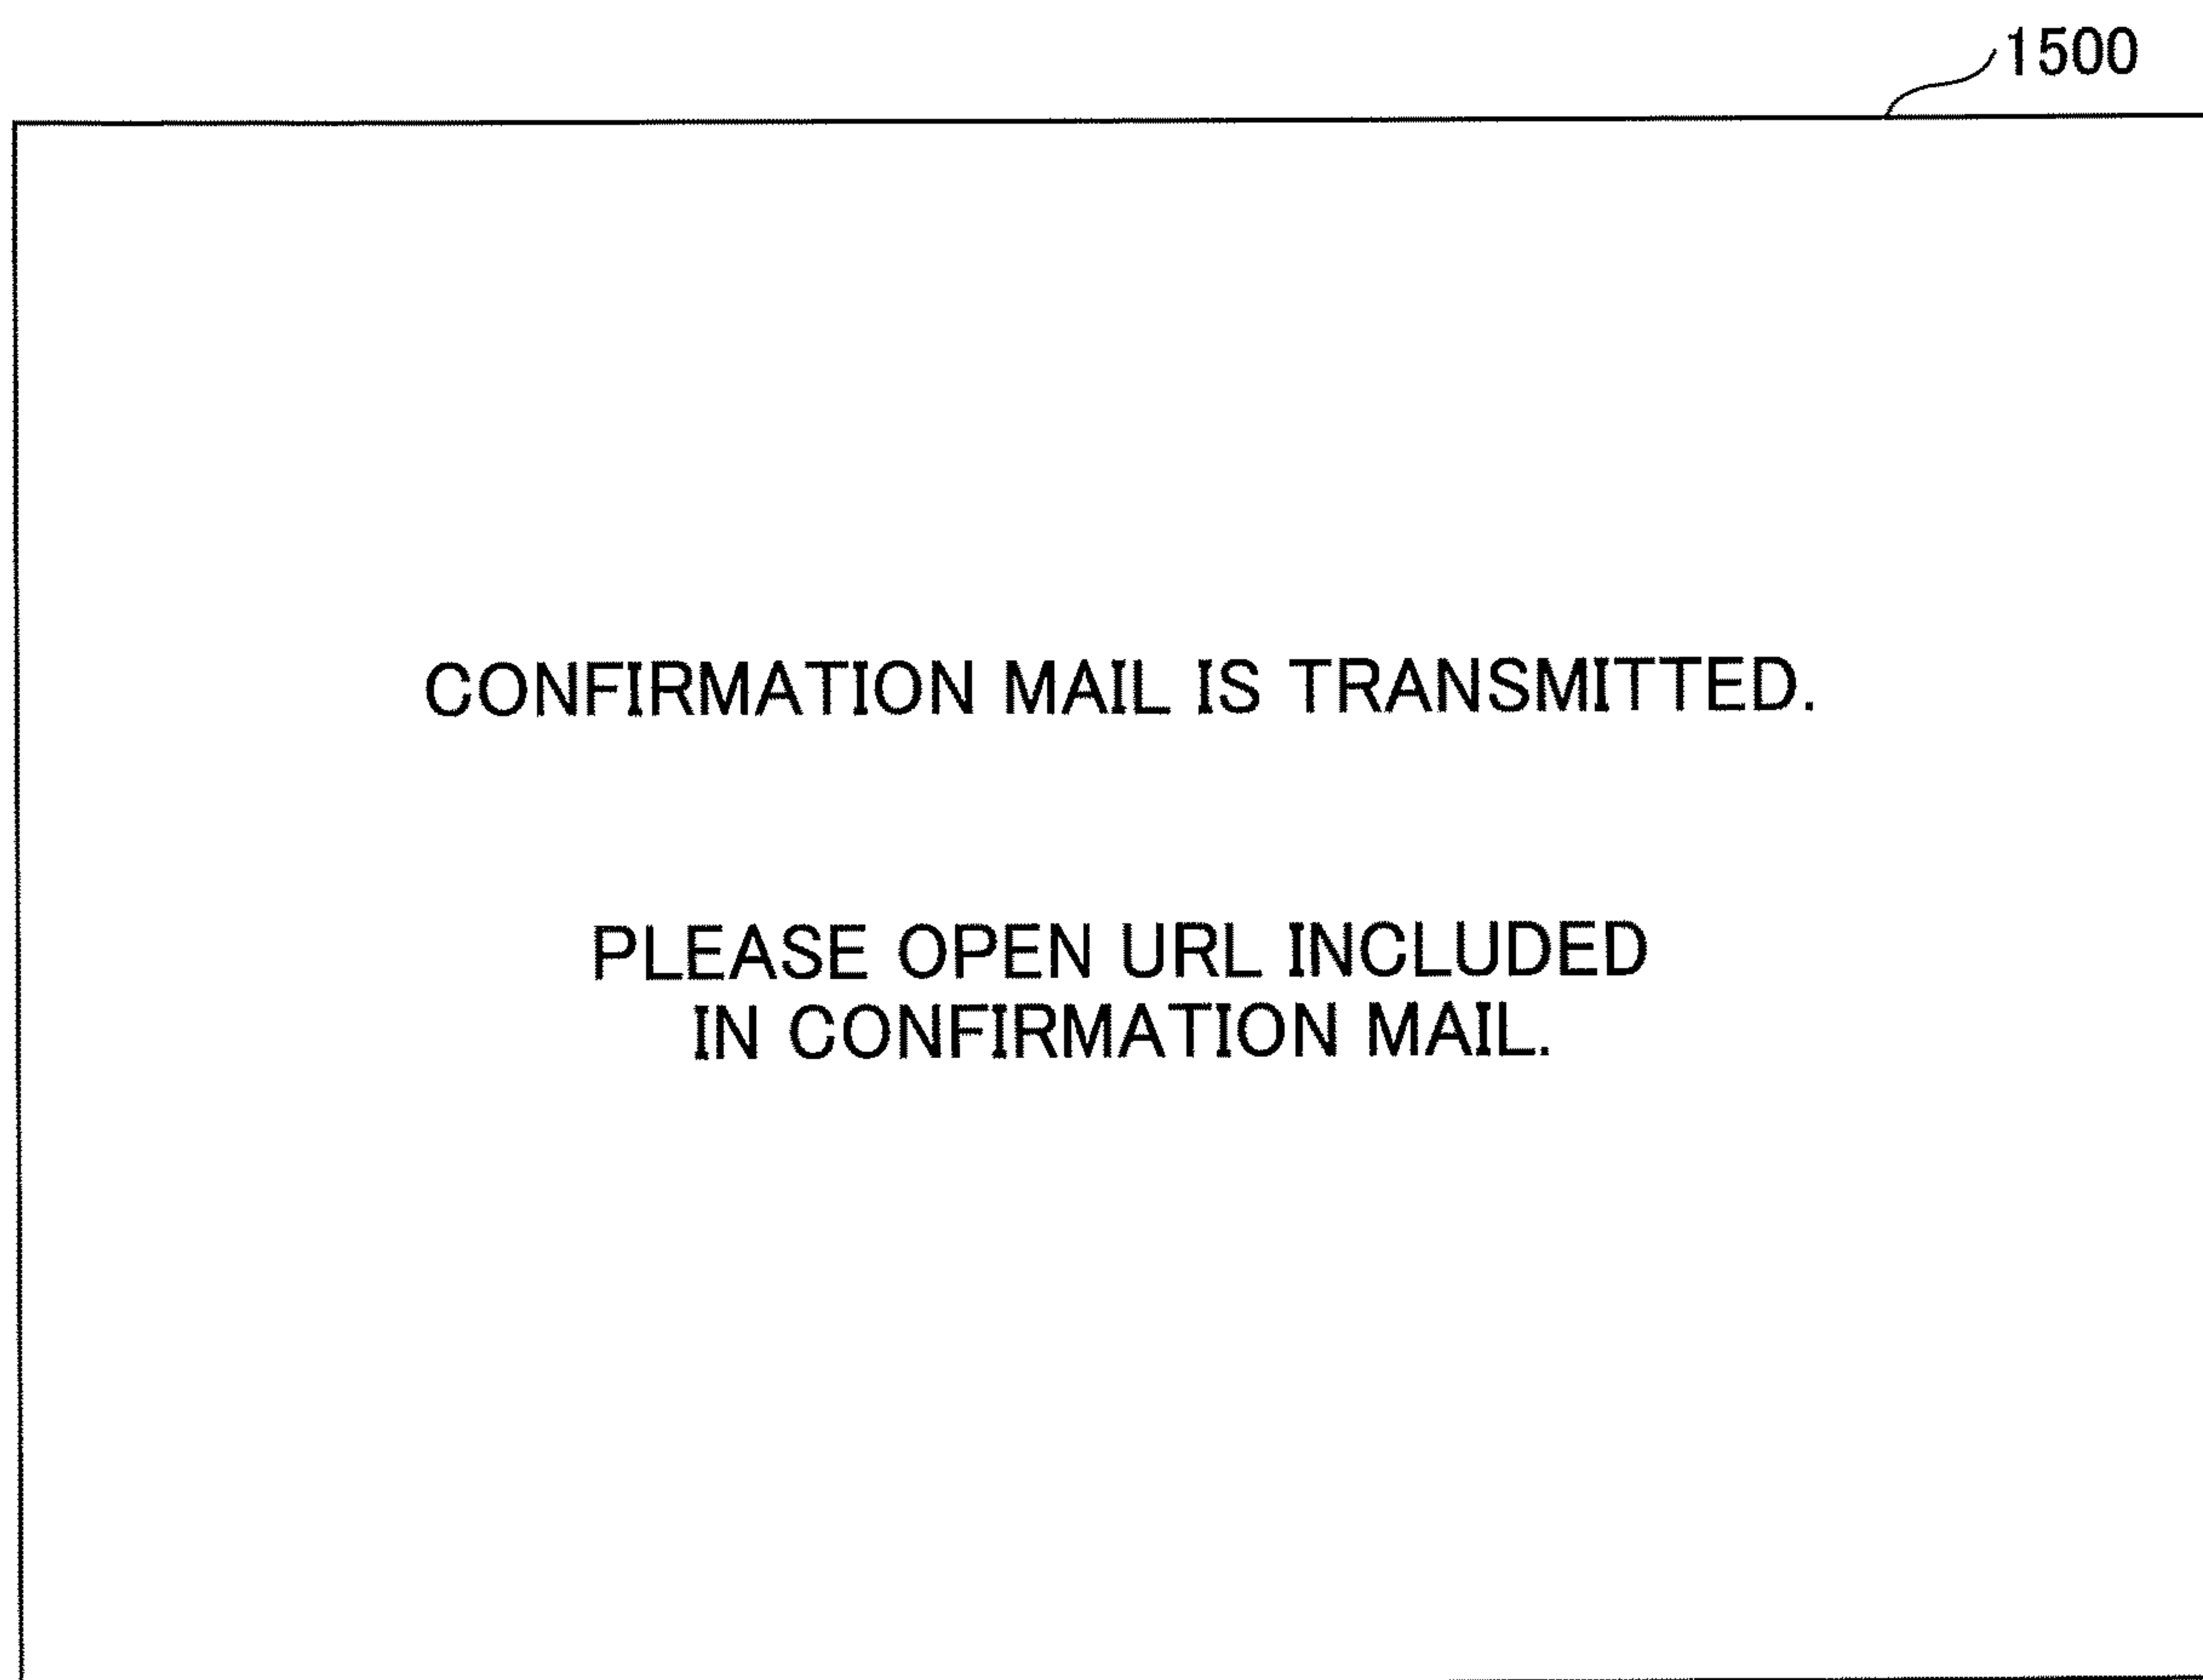 1500
CONFIRMATION MAIL IS TRANSMITTED.
PLEASE OPEN URL INCLUDED
IN CONFIRMATION MAIL.